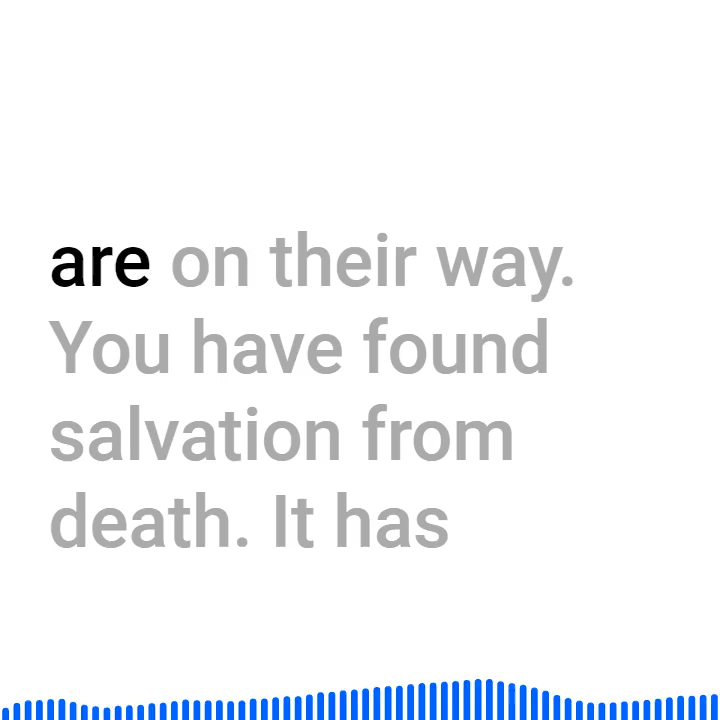 are on their way.
You have found
salvation from
death. It has